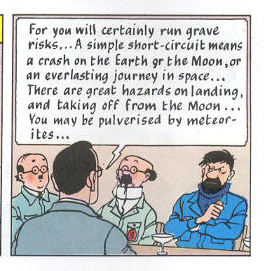 For you will certainly run grave
risks,.. A simple short-circuit means
a crash on the Earth or the Moon, or
an everlasting journey in space...
There are great hazards on landing,
and taking off from the Moon...
You may be pulverised by meteor-
ites...